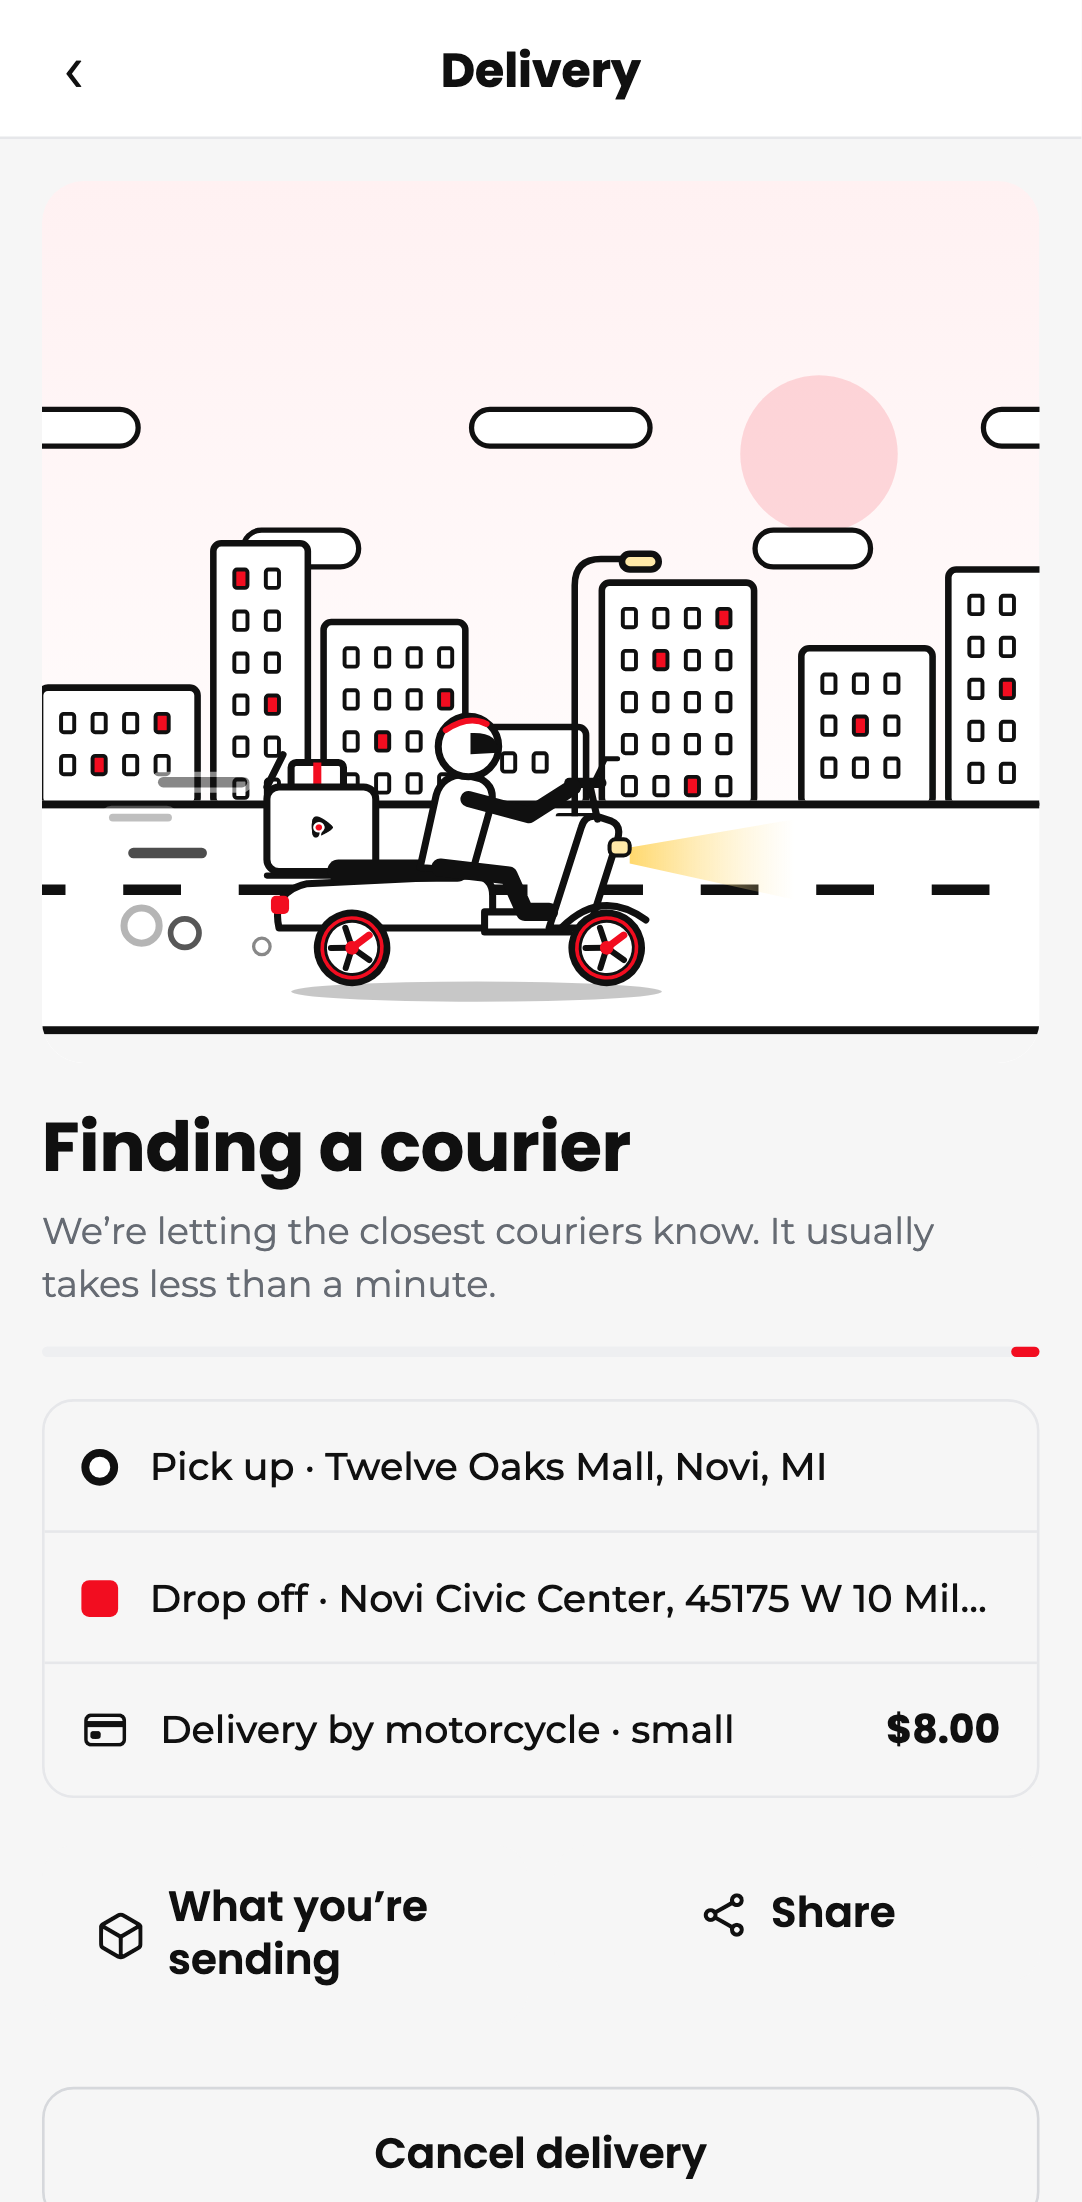 Delivery
Finding a courier
We’re letting the closest couriers know. It usually
takes less than a minute.
Pick up · Twelve Oaks Mall, Novi, MI
Drop off · Novi Civic Center, 45175 W 10 Mil...
Delivery by motorcycle · small $8.00
What you’re
sending
Share
Cancel delivery